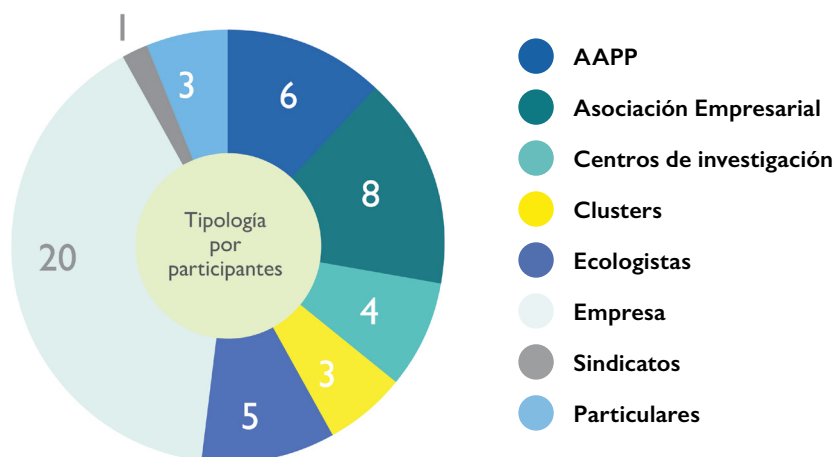 1
3
6
8
20
4
3
5
Tipología
por
participantes
AAPP
Asociación Empresarial
Centros de investigación
Clusters
Ecologistas
Empresa
Sindicatos
Particulares